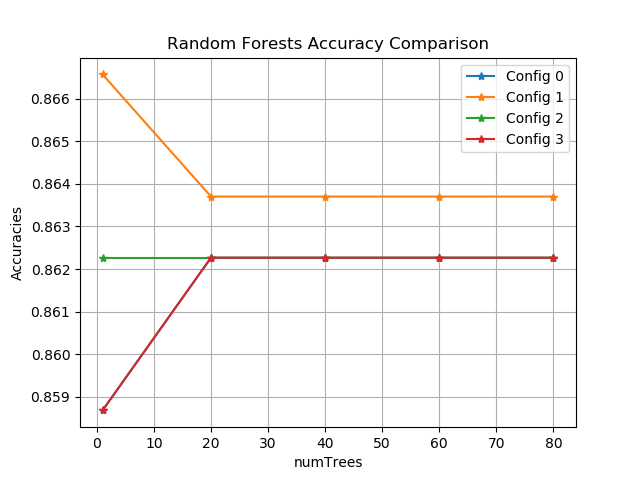 Random Forests Accuracy Comparison
Config 0
Config 1
Config 2
Config 3
0.866
0.865
0.864
0.863
0.862
0.861
0.860
0.859
Accuracies
0 10 20 30 40 50 60 70 80
numTrees